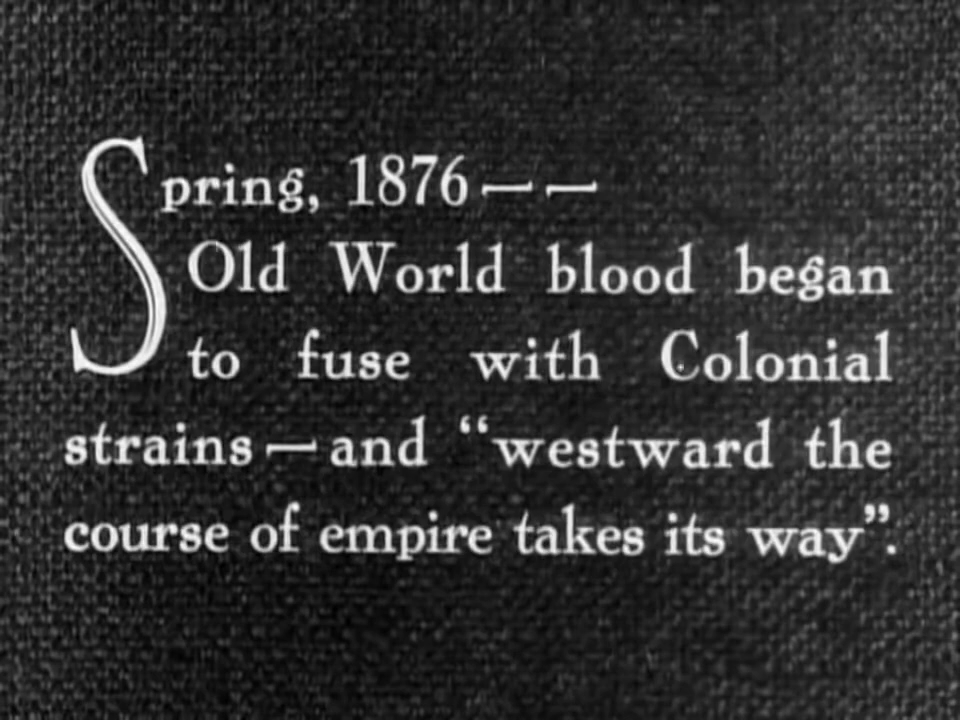 Spring, 1876——
Old World blood began
to fuse with Colonial
strains—and “westward the
course of empire takes its way”.